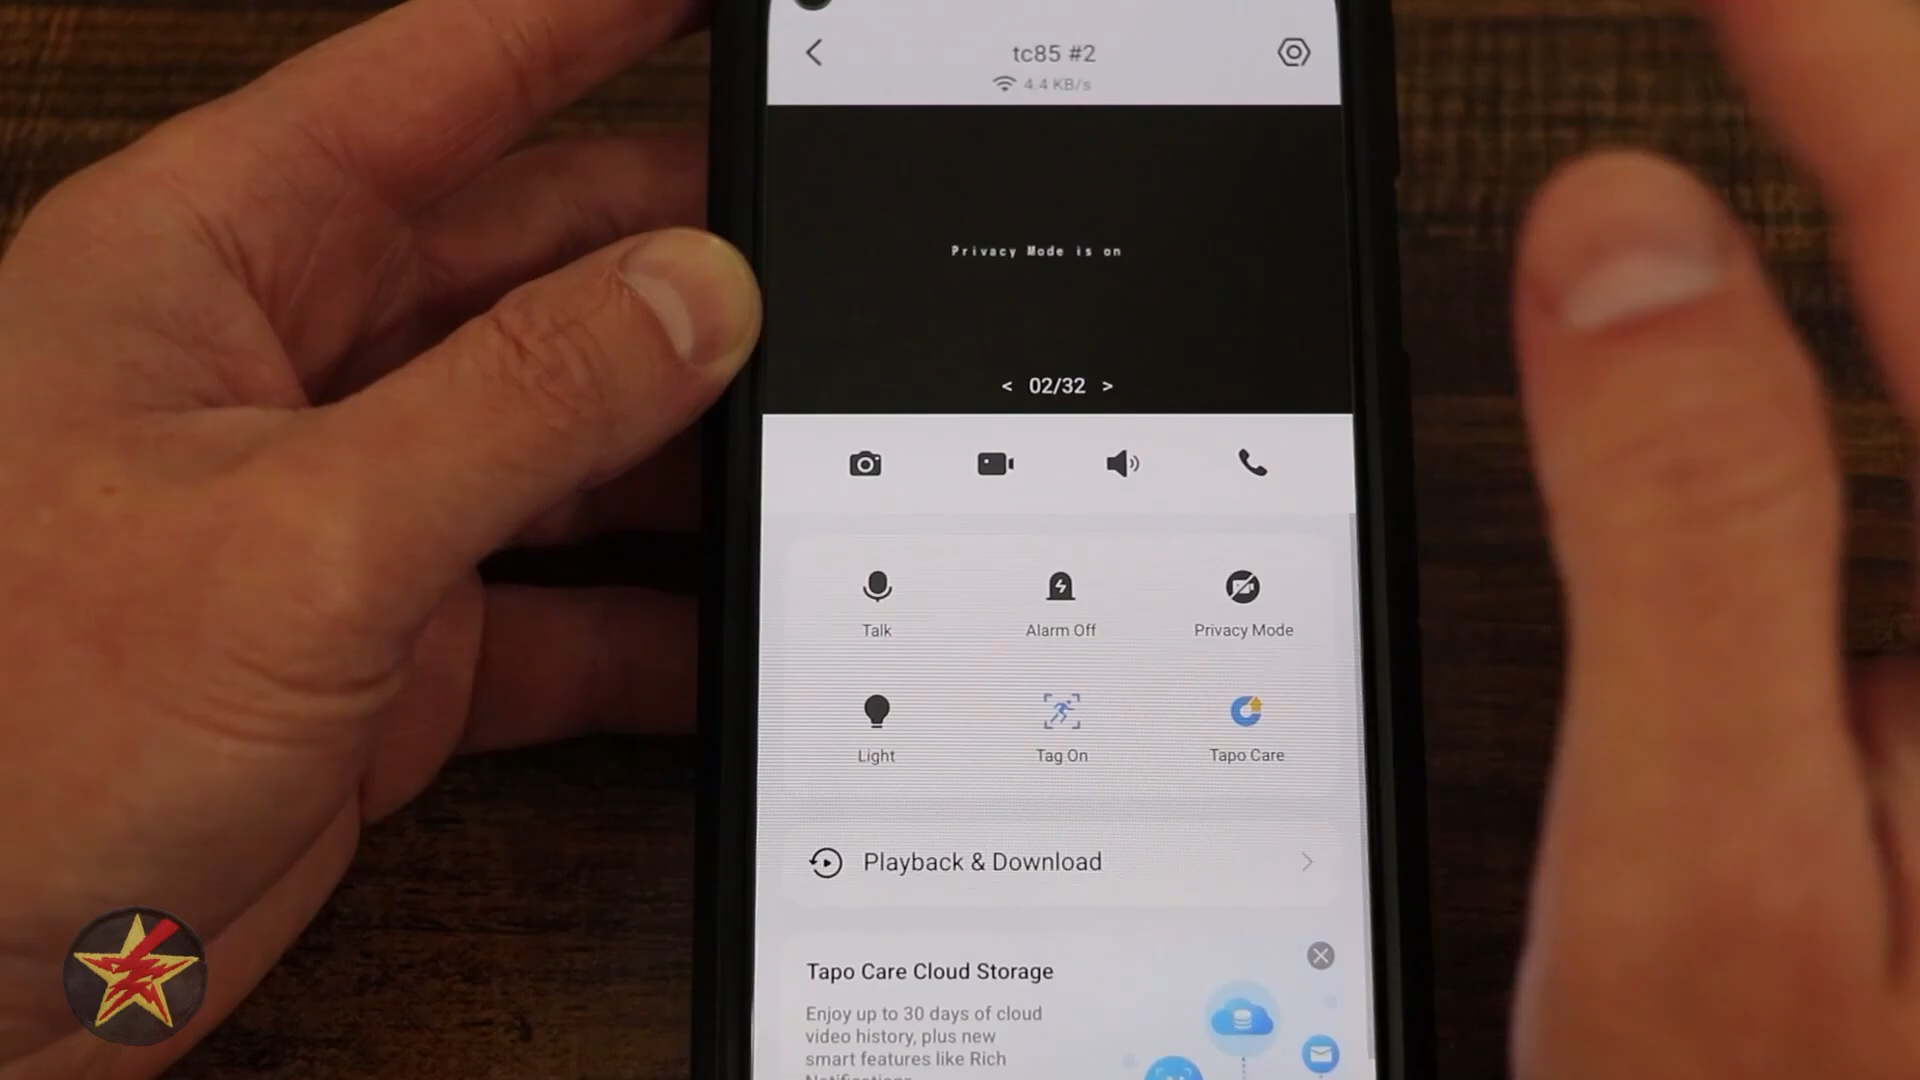 tc85 #2
4.4 KB/s
Privacy Mode is on
< 02/32 >
Talk
Alarm Off
Privacy Mode
Light
Tag On
Tapo Care
Playback & Download
Tapo Care Cloud Storage
Enjoy up to 30 days of cloud
video history, plus new
smart features like Rich